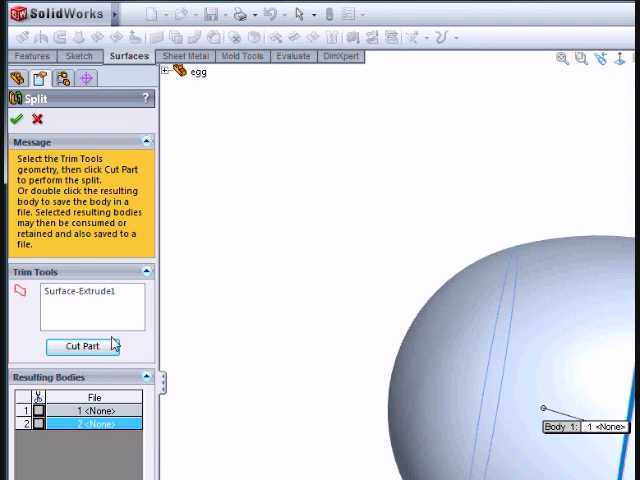 SolidWorks
Features Sketch Surfaces Sheet Metal Mold Tools Evaluate DimXpert
egg
Split ?
Message
Select the Trim Tools
geometry, then click Cut Part
to perform the split.
Or double click the resulting
body to save the body in a
file. Selected resulting bodies
may then be consumed or
retained and also saved to a
file.
Trim Tools
Surface-Extrude1
Cut Part
Resulting Bodies
File
1 1 <None>
2 2 <None>
Body 1: 1 <None>